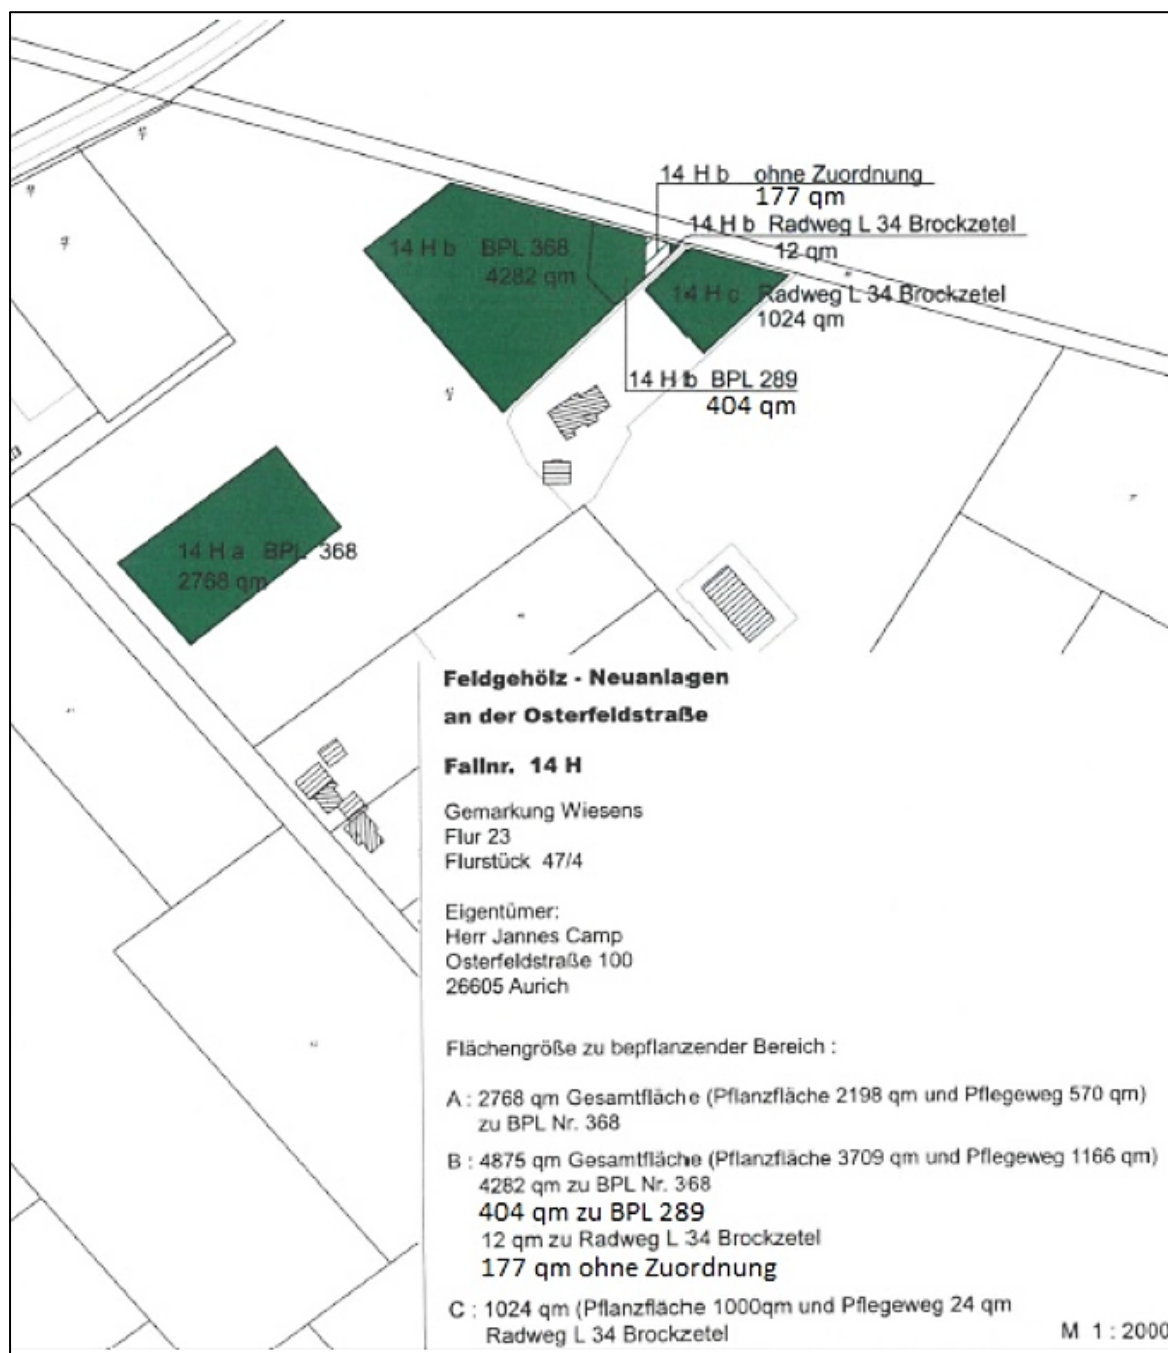 14 H b ohne Zuordnung
177 qm
14 H b Radweg L 34 Brockzetel
12 qm
14 H b BPL 368
4282 qm
14 H c Radweg L 34 Brockzetel
1024 qm
14 H b BPL 289
404 qm
14 H a BPL 368
2768 qm
Feldgehölz - Neuanlagen
an der Osterfeldstraße
Fallnr. 14 H
Gemarkung Wiesens
Flur 23
Flurstück 47/4
Eigentümer:
Herr Jannes Camp
Osterfeldstraße 100
26605 Aurich
Flächengröße zu bepflanzender Bereich :
A : 2768 qm Gesamtfläche (Pflanzfläche 2198 qm und Pflegeweg 570 qm)
zu BPL Nr. 368
B : 4875 qm Gesamtfläche (Pflanzfläche 3709 qm und Pflegeweg 1166 qm)
4282 qm zu BPL Nr. 368
404 qm zu BPL 289
12 qm zu Radweg L 34 Brockzetel
177 qm ohne Zuordnung
C : 1024 qm (Pflanzfläche 1000qm und Pflegeweg 24 qm
Radweg L 34 Brockzetel
M 1 : 2000